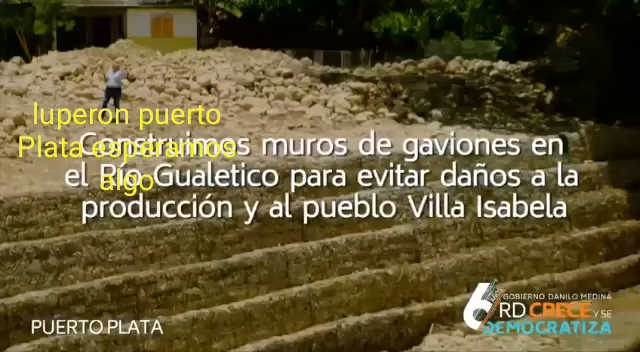 luperon puerto
Plata esperamos
algo
Construimos muros de gaviones en
el Río Gualetico para evitar daños a la
producción y al pueblo Villa Isabela
PUERTO PLATA
6
GOBIERNO DANILO MEDINA
RD CRECE Y SE
DEMOCRATIZA